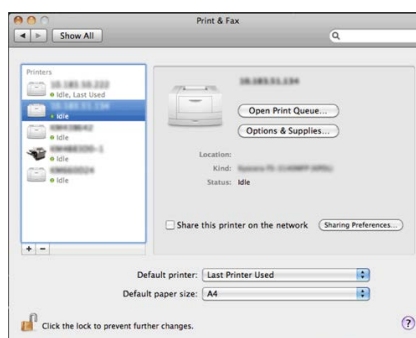 Print & Fax
Show All
Printers
Idle, Last Used
Idle
Idle
Idle
Idle
Open Print Queue...
Options & Supplies...
Location:
Kind:
Status: Idle
Share this printer on the network
Sharing Preferences...
+ −
Default printer: Last Printer Used
Default paper size: A4
Click the lock to prevent further changes.
?